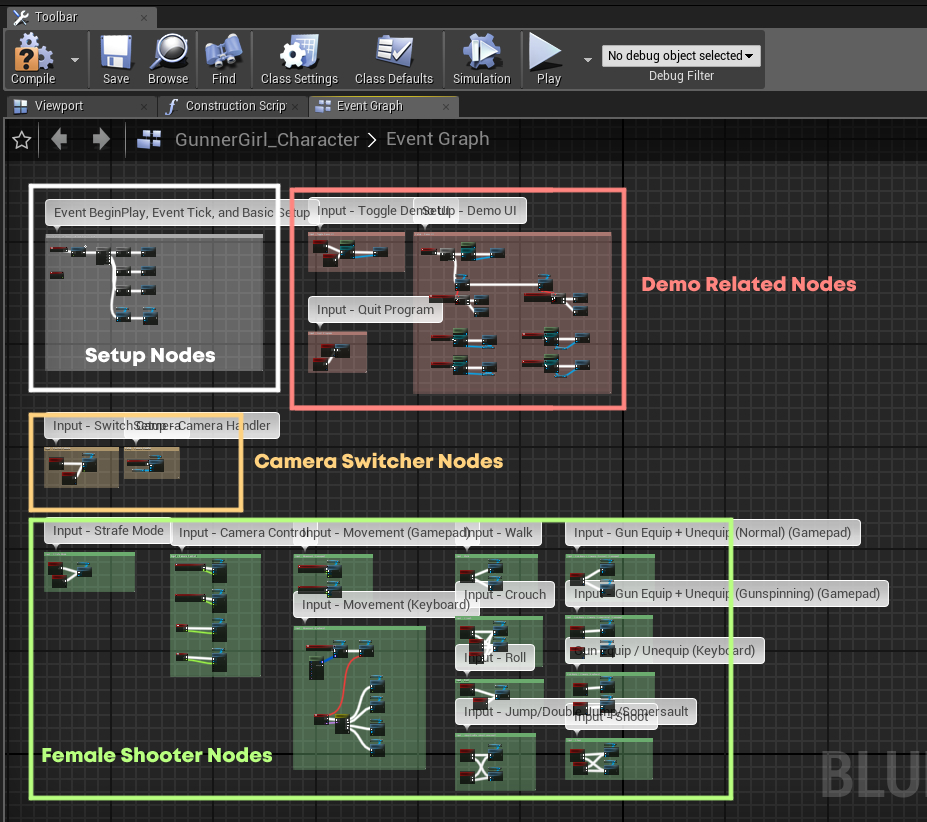 Toolbar
Compile
Save
Browse
Find
Class Settings
Class Defaults
Simulation
Play
No debug object selected
Debug Filter
Viewport
Construction Scrip
Event Graph
GunnerGirl_Character > Event Graph
Event BeginPlay, Event Tick, and Basic Setup
Input - Toggle Demo UI
Setup - Demo UI
Input - Quit Program
Setup Nodes
Demo Related Nodes
Input - Switch Camera
Setup - Camera Handler
Camera Switcher Nodes
Input - Strafe Mode
Input - Camera Control
Input - Movement (Gamepad)
Input - Walk
Input - Gun Equip + Unequip (Normal) (Gamepad)
Input - Movement (Keyboard)
Input - Crouch
Input - Gun Equip + Unequip (Gunspinning) (Gamepad)
Input - Roll
Gun Equip / Unequip (Keyboard)
Input - Jump/Double Jump/Somersault
Input - Shoot
Female Shooter Nodes
BLU